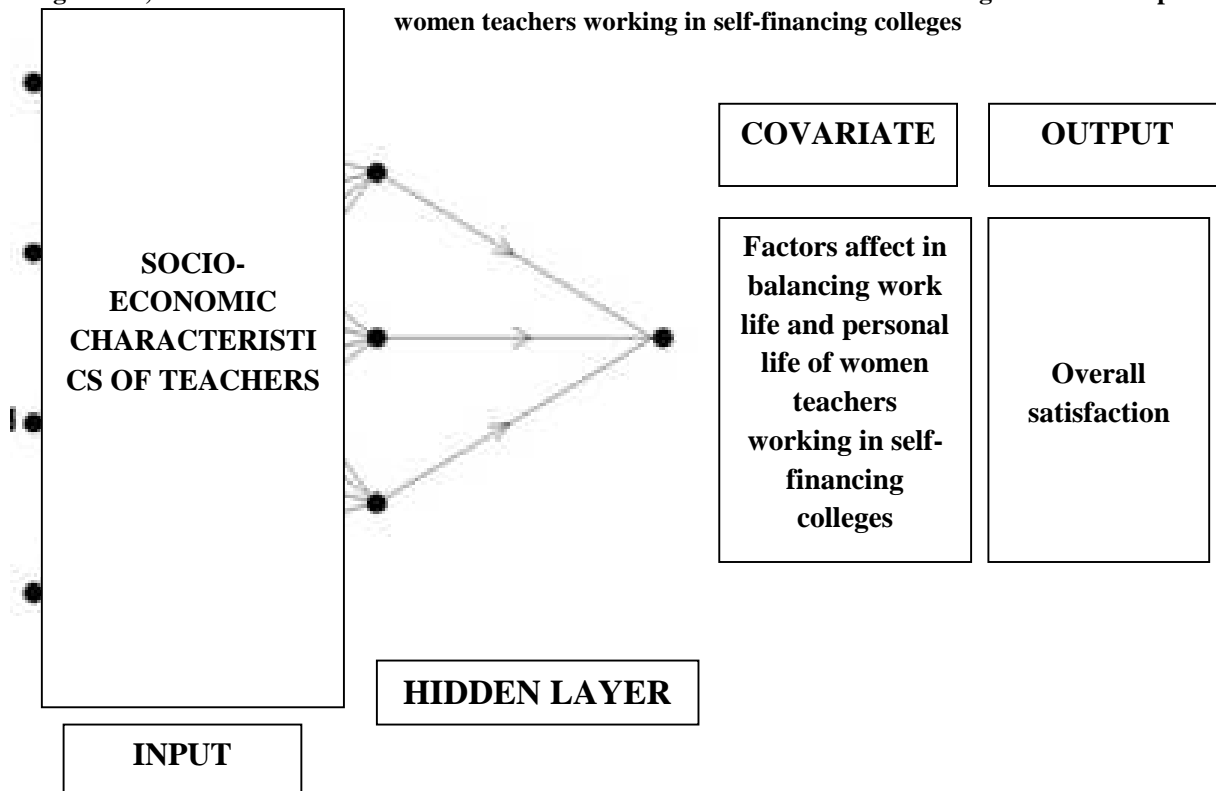 women teachers working in self-financing colleges
COVARIATE
OUTPUT
SOCIO-
ECONOMIC
CHARACTERISTI
CS OF TEACHERS
Factors affect in
balancing work
life and personal
life of women
teachers
working in self-
financing
colleges
Overall
satisfaction
HIDDEN LAYER
INPUT